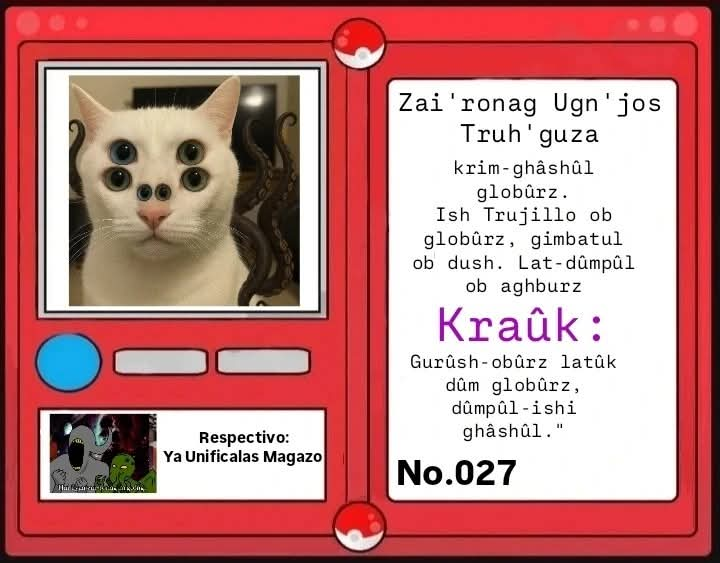 Zai'ronag Ugn'jos
Truh'guza
krim-ghâshûl
globûrz.
Ish Trujillo ob
globûrz, gimbatul
ob dush. Lat-dûmpûl
ob aghburz
Kraûk:
Gurûsh-obûrz latûk
dûm globûrz,
dûmpûl-ishi
ghâshûl."
No.027
Respectivo:
Ya Unificalas Magazo